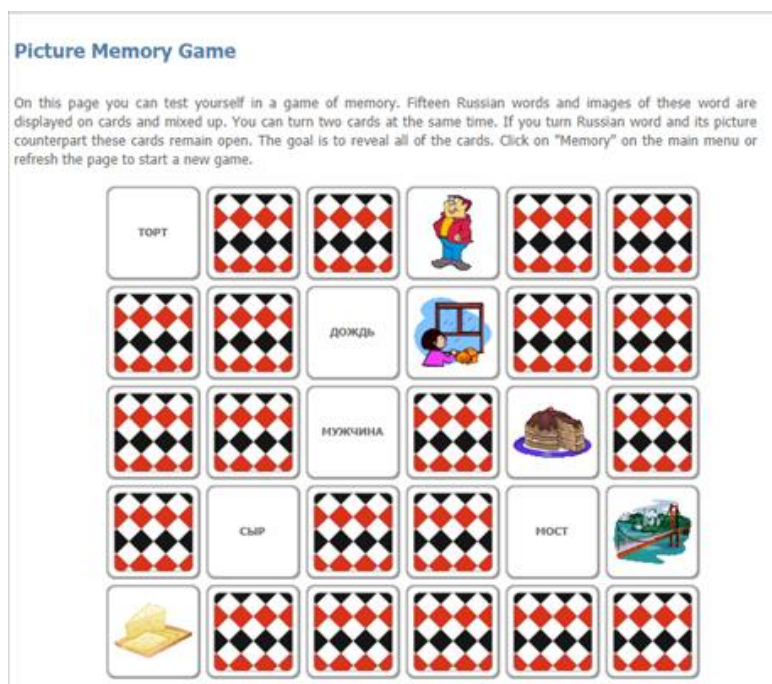 Picture Memory Game
On this page you can test yourself in a game of memory. Fifteen Russian words and images of these word are
displayed on cards and mixed up. You can turn two cards at the same time. If you turn Russian word and its picture
counterpart these cards remain open. The goal is to reveal all of the cards. Click on "Memory" on the main menu or
refresh the page to start a new game.
ТОРТ
ДОЖДЬ
МУЖЧИНА
СЫР
МОСТ